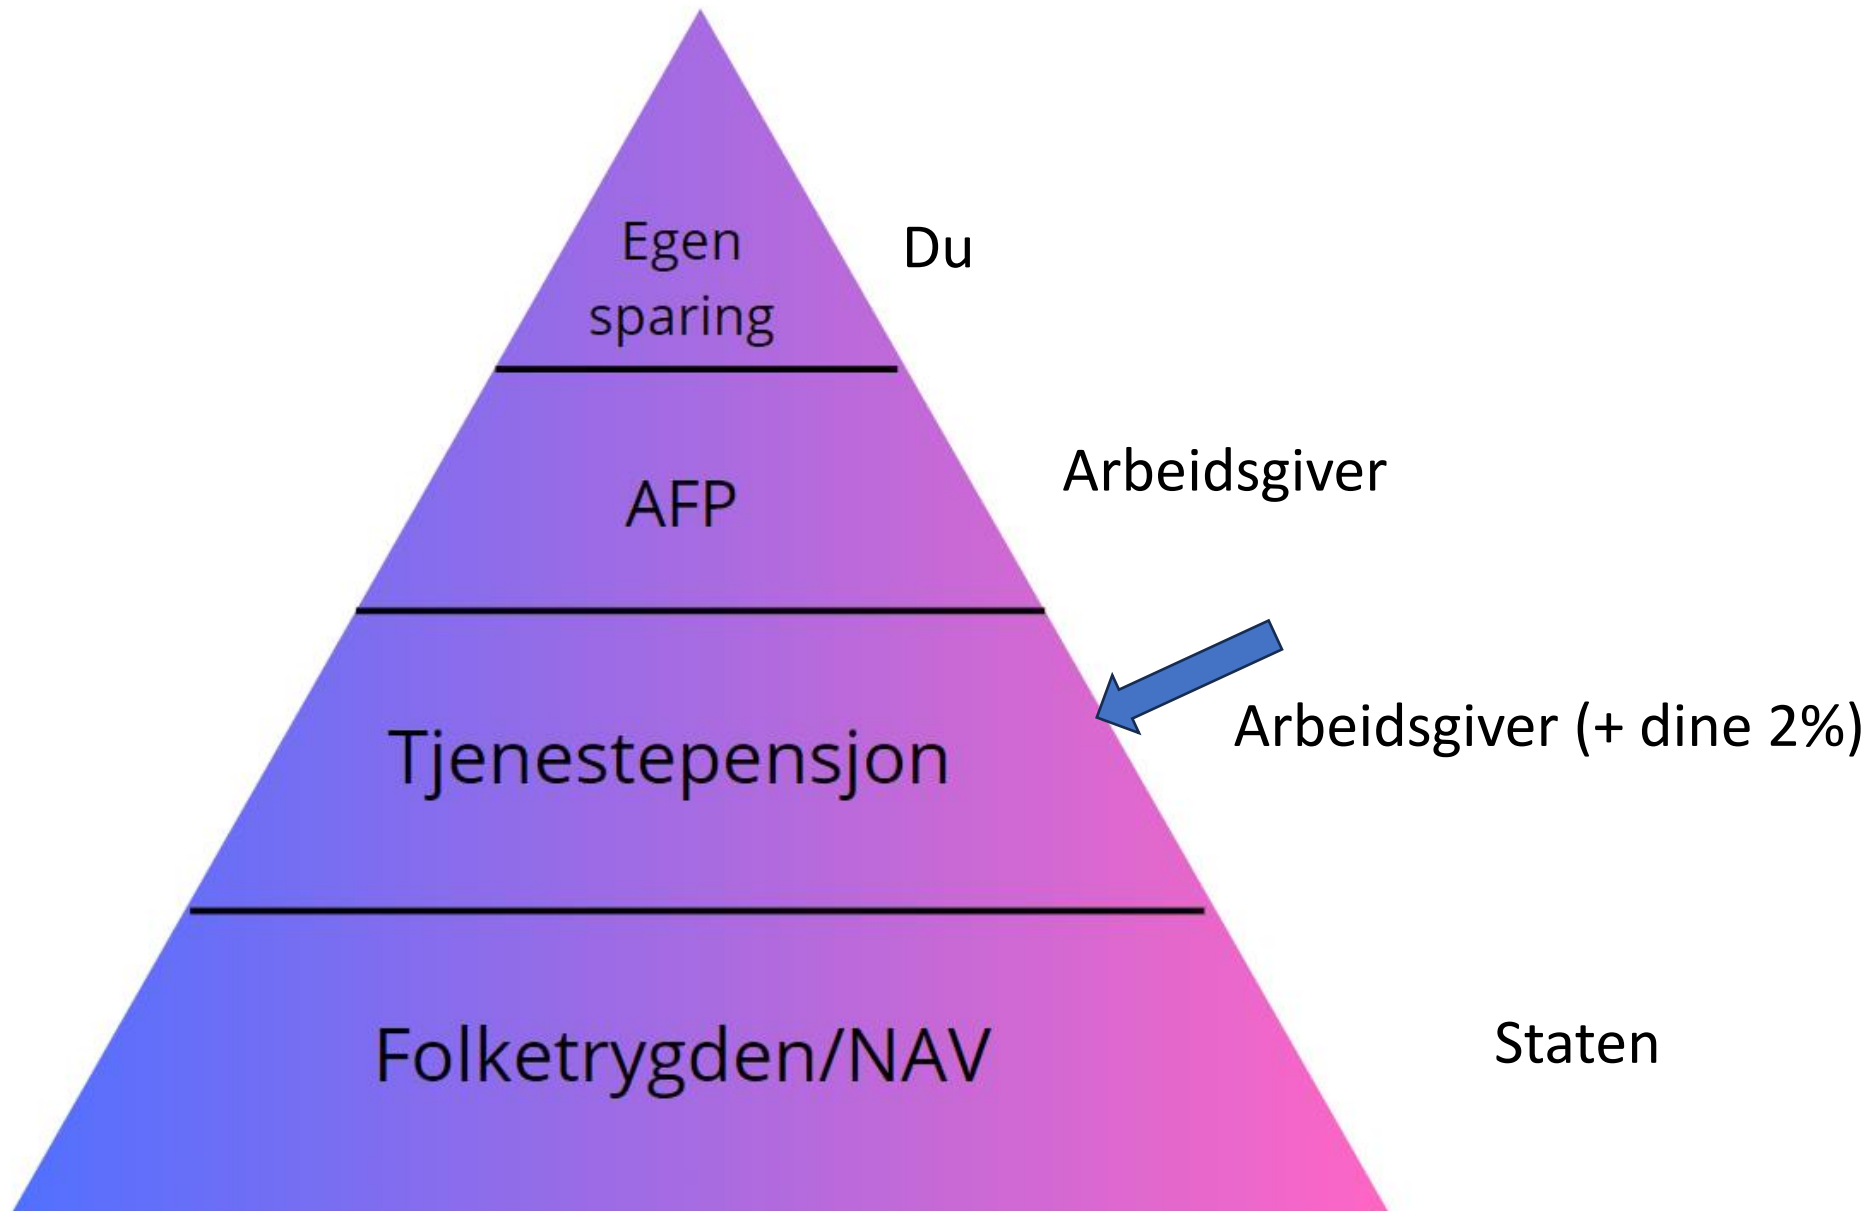 Egen
sparing
Du
AFP
Arbeidsgiver
Tjenestepensjon
Arbeidsgiver (+ dine 2%)
Folketrygden/NAV
Staten